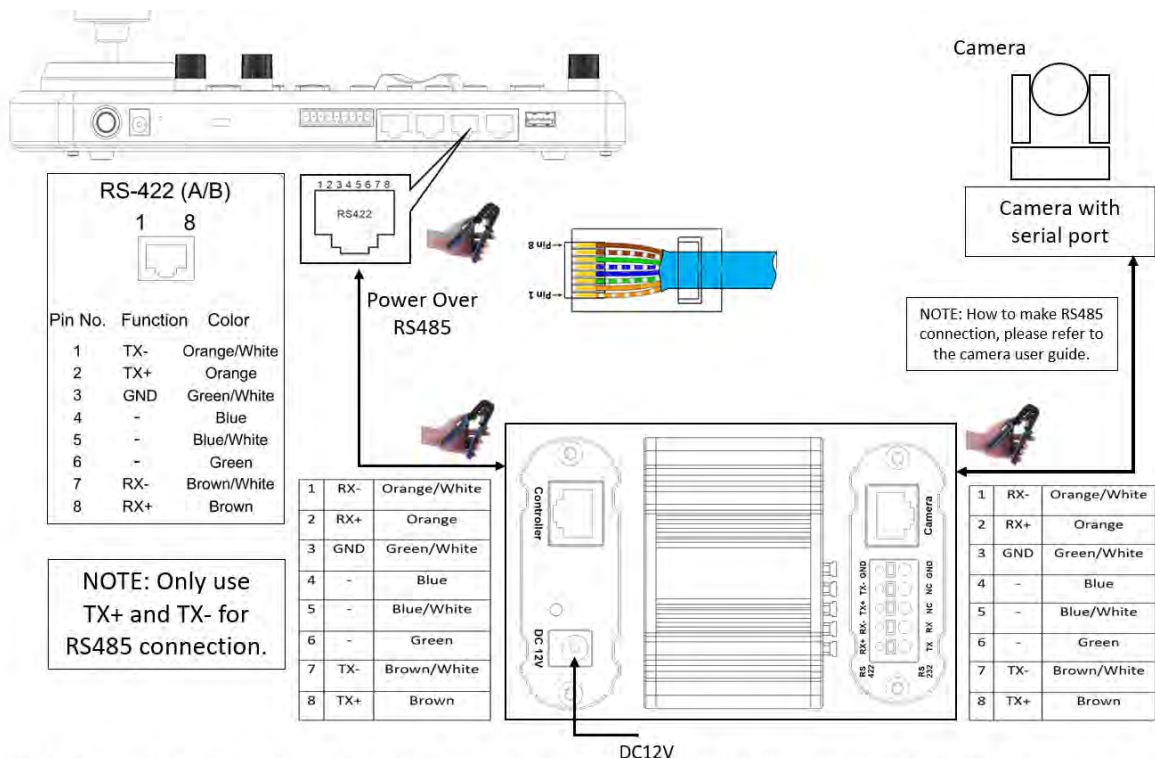 Camera
Camera with
serial port
NOTE: How to make RS485
connection, please refer to
the camera user guide.
RS-422 (A/B)
1 8
Pin No. Function Color
1 TX- Orange/White
2 TX+ Orange
3 GND Green/White
4 - Blue
5 - Blue/White
6 - Green
7 RX- Brown/White
8 RX+ Brown
1 2 3 4 5 6 7 8
RS422
Pin 8
Pin 1
Power Over
RS485
NOTE: Only use
TX+ and TX- for
RS485 connection.
1 RX- Orange/White
2 RX+ Orange
3 GND Green/White
4 - Blue
5 - Blue/White
6 - Green
7 TX- Brown/White
8 TX+ Brown
Controller
DC 12V
DC12V
Camera
GND GND
TX- NC
TX+ NC
RX- RX
RX+ TX
RS 422
RS 232
1 RX- Orange/White
2 RX+ Orange
3 GND Green/White
4 - Blue
5 - Blue/White
6 - Green
7 TX- Brown/White
8 TX+ Brown